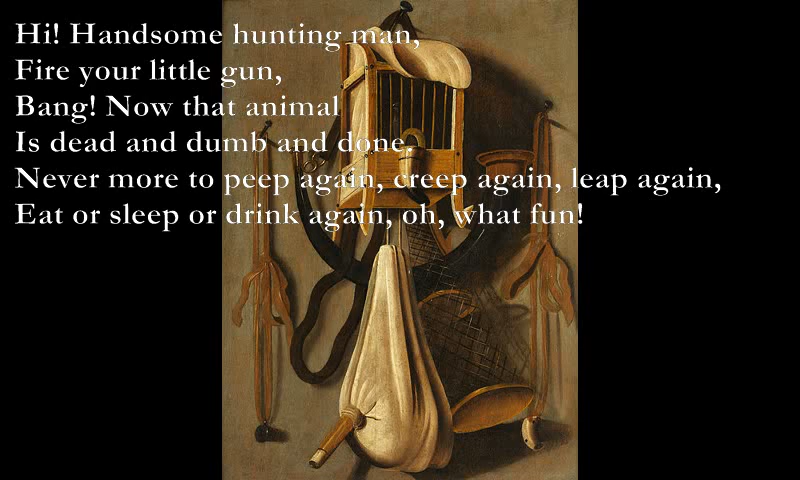 Hi! Handsome hunting man,
Fire your little gun,
Bang! Now that animal
Is dead and dumb and done.
Never more to peep again, creep again, leap again,
Eat or sleep or drink again, oh, what fun!